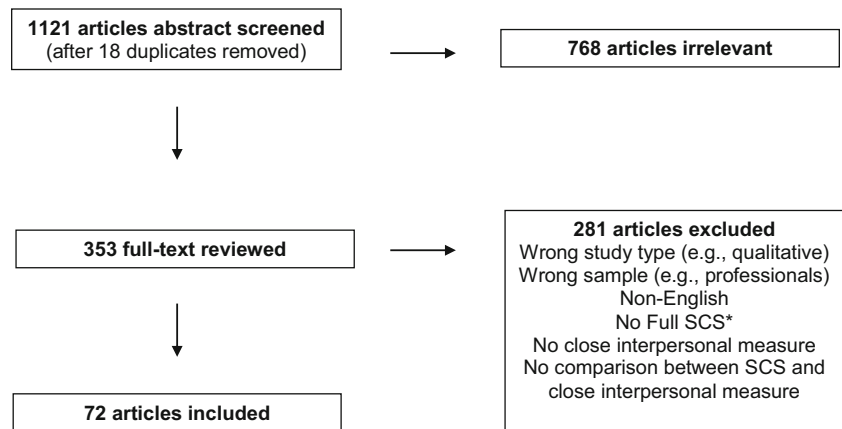 1121 articles abstract screened
(after 18 duplicates removed)
768 articles irrelevant
353 full-text reviewed
281 articles excluded
Wrong study type (e.g., qualitative)
Wrong sample (e.g., professionals)
Non-English
No Full SCS*
No close interpersonal measure
No comparison between SCS and
close interpersonal measure
72 articles included